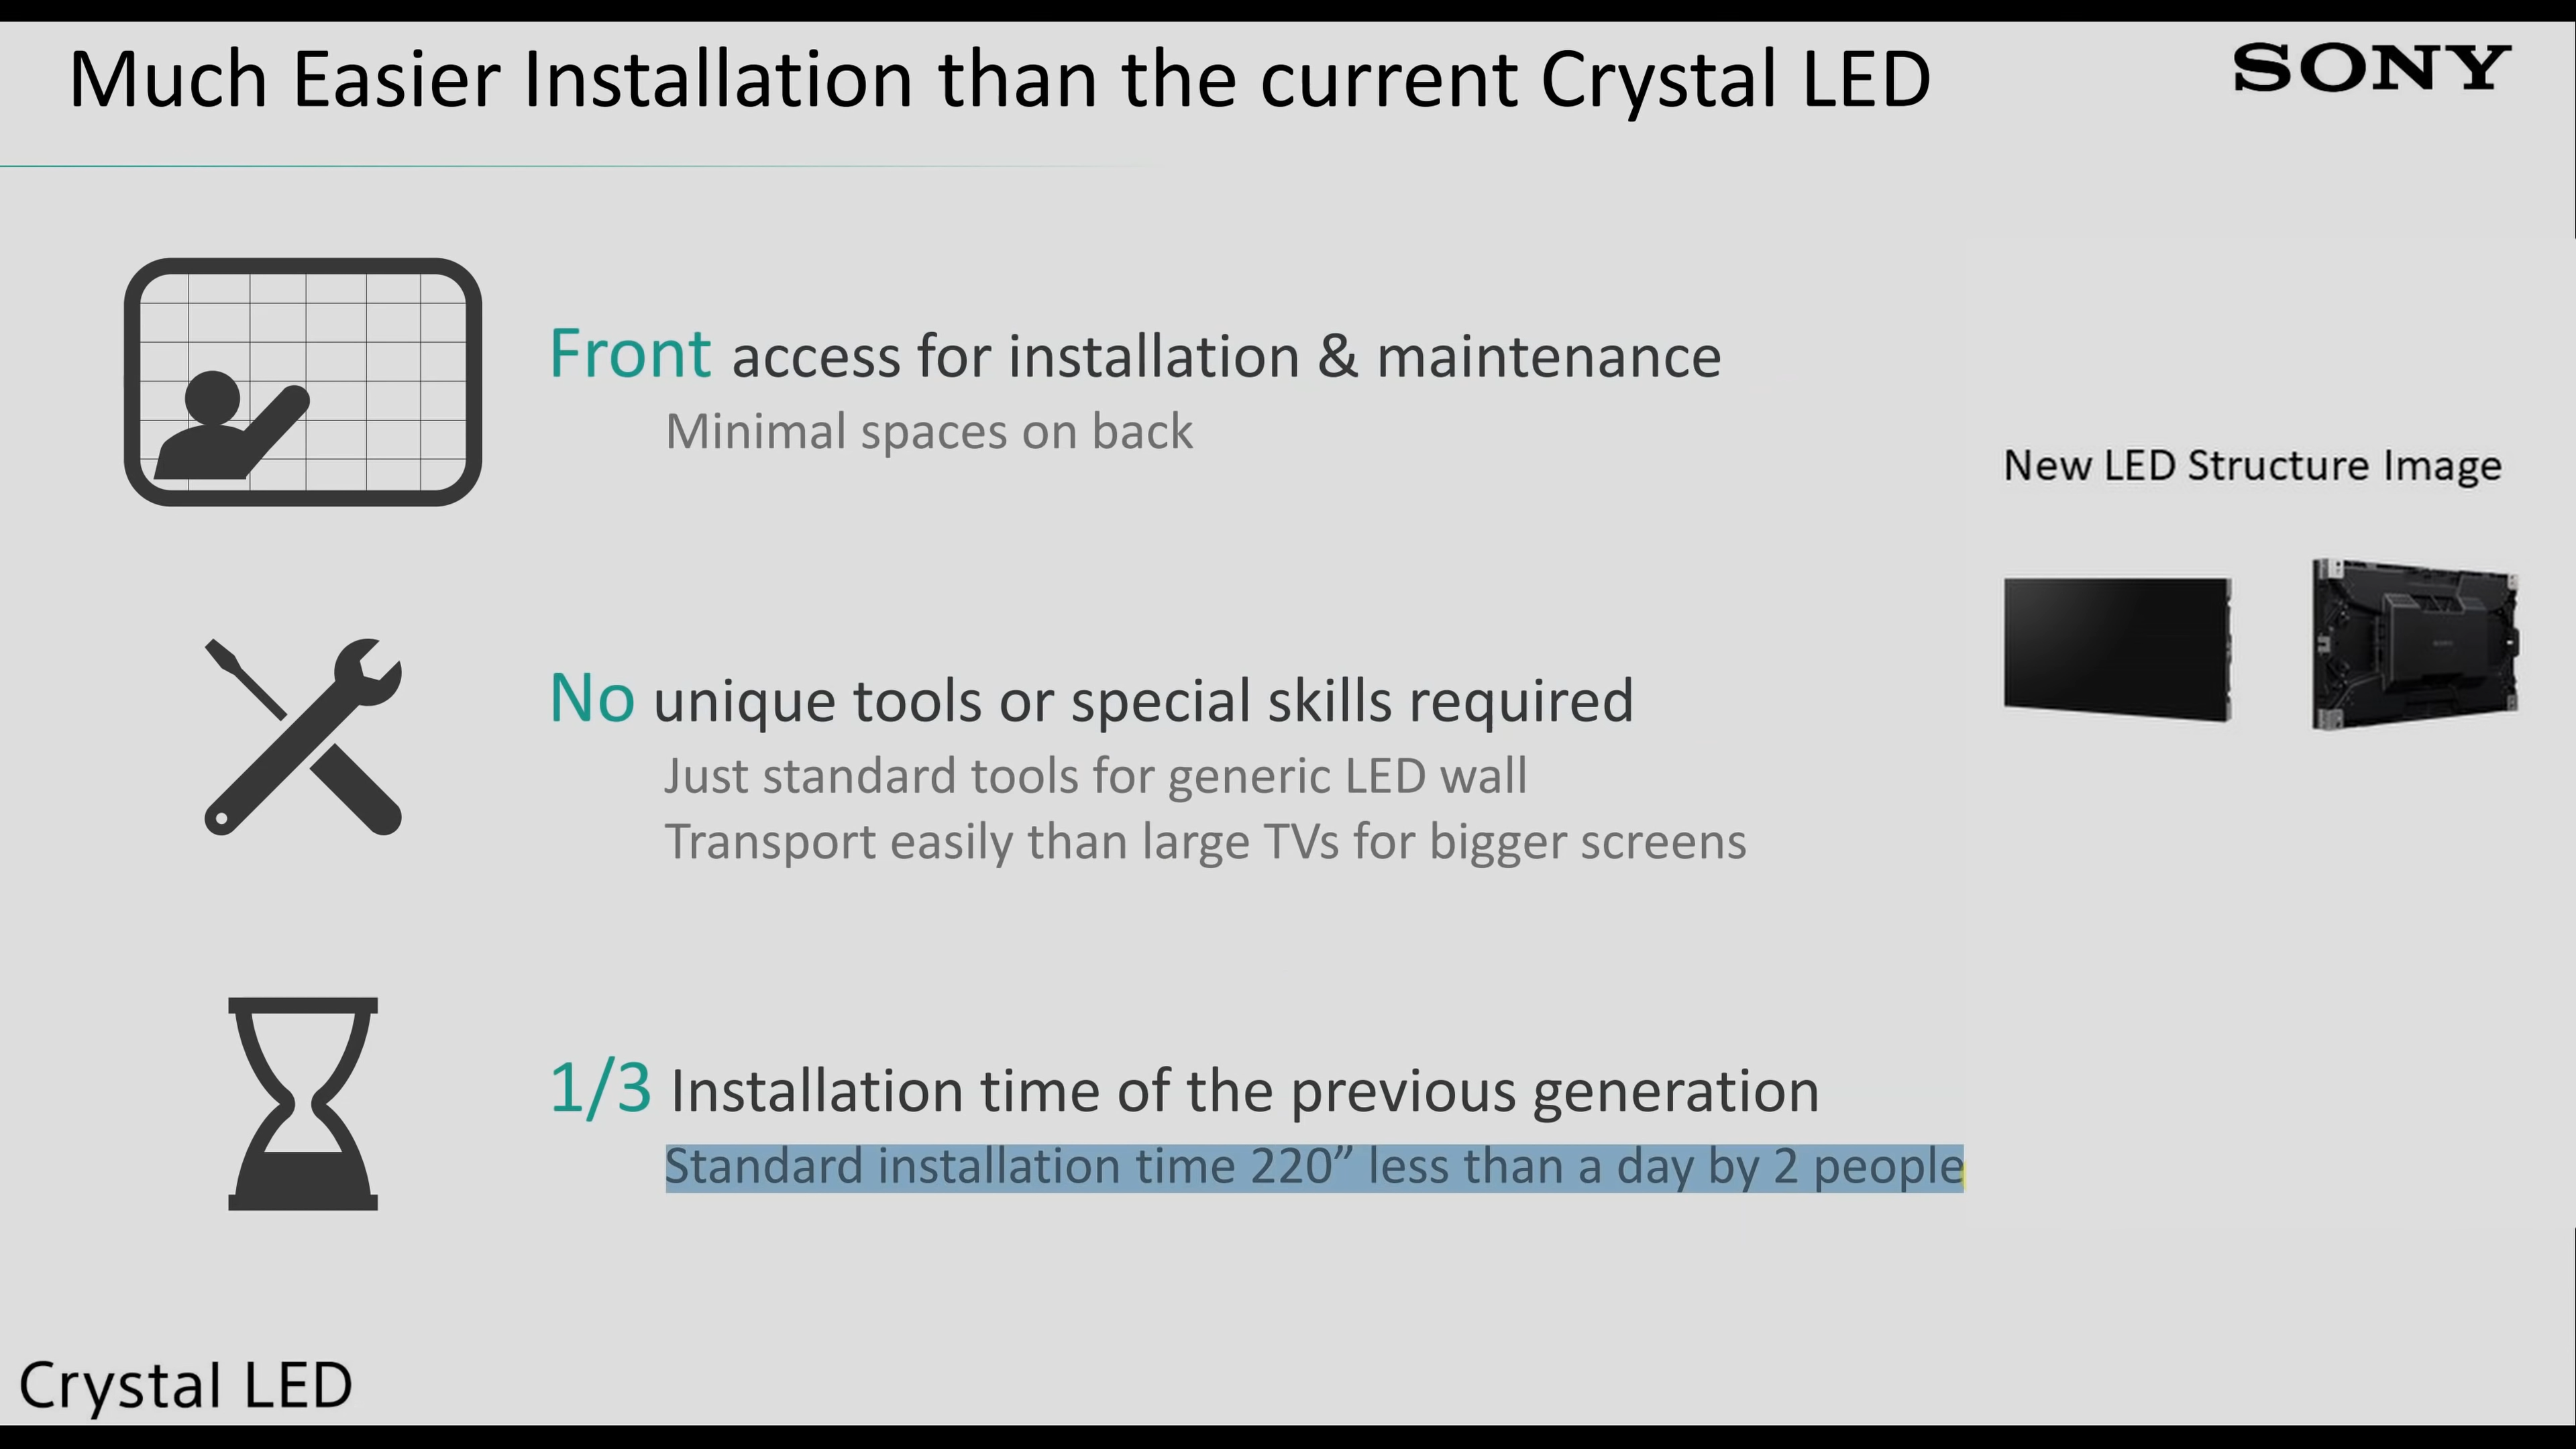 Much Easier Installation than the current Crystal LED
SONY
Front access for installation & maintenance
Minimal spaces on back
New LED Structure Image
No unique tools or special skills required
Just standard tools for generic LED wall
Transport easily than large TVs for bigger screens
1/3 Installation time of the previous generation
Standard installation time 220” less than a day by 2 people
Crystal LED